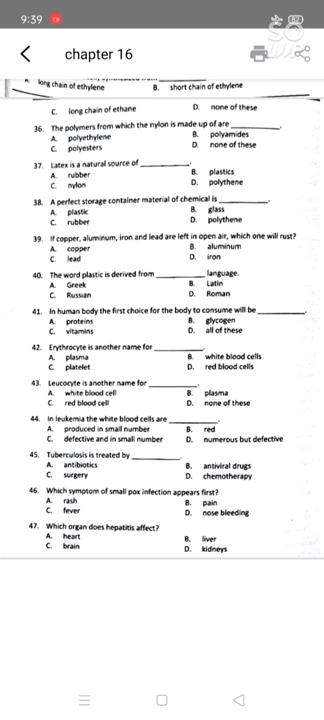 9:39
82
chapter 16
A. long chain of ethylene B. short chain of ethylene
C. long chain of ethane D. none of these
36. The polymers from which the nylon is made up of are ________.
A. polyethylene B. polyamides
C. polyesters D. none of these
37. Latex is a natural source of ________.
A. rubber B. plastics
C. nylon D. polythene
38. A perfect storage container material of chemical is ________.
A. plastic B. glass
C. rubber D. polythene
39. If copper, aluminum, iron and lead are left in open air, which one will rust?
A. copper B. aluminum
C. lead D. iron
40. The word plastic is derived from ________ language.
A. Greek B. Latin
C. Russian D. Roman
41. In human body the first choice for the body to consume will be ________.
A. proteins B. glycogen
C. vitamins D. all of these
42. Erythrocyte is another name for ________.
A. plasma B. white blood cells
C. platelet D. red blood cells
43. Leucocyte is another name for ________.
A. white blood cell B. plasma
C. red blood cell D. none of these
44. In leukemia the white blood cells are ________.
A. produced in small number B. red
C. defective and in small number D. numerous but defective
45. Tuberculosis is treated by ________.
A. antibiotics B. antiviral drugs
C. surgery D. chemotherapy
46. Which symptom of small pox infection appears first?
A. rash B. pain
C. fever D. nose bleeding
47. Which organ does hepatitis affect?
A. heart B. liver
C. brain D. kidneys